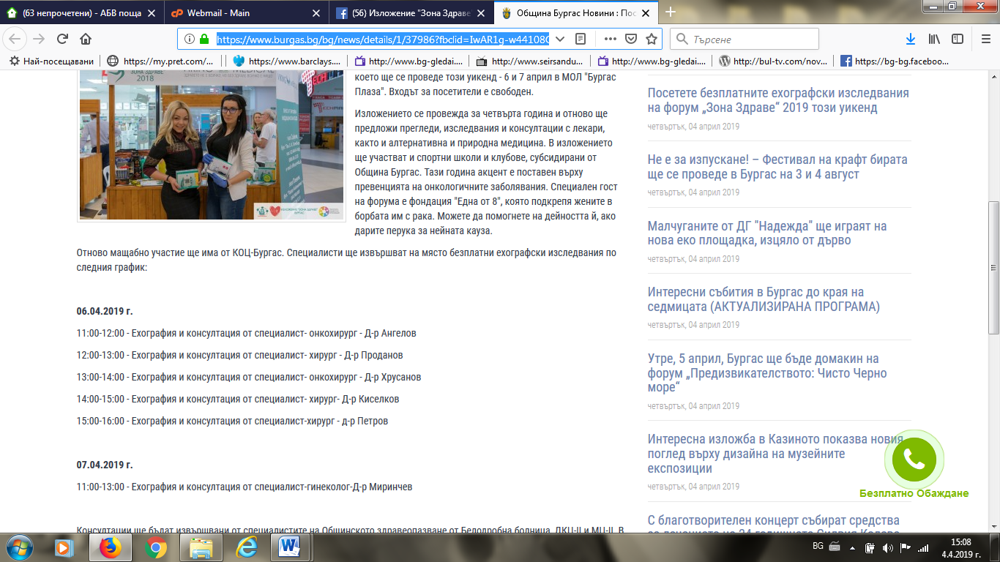 (63 непрочетени) - АБВ поща
Webmail - Main
(56) Изложение "Зона Здраве
Община Бургас Новини : Пос
https://www.burgas.bg/bg/news/details/1/37986?fbclid=IwAR1g-w44108
Търсене
Най-посещавани
https://my.pret.com/...
https://www.barclays....
http://www.bg-gledai....
http://www.seirsandu...
http://www.bg-gledai....
http://bul-tv.com/nov...
https://bg-bg.faceboo...
ЗОНА ЗДРАВЕ
2018
MEDICAL
което ще се проведе този уикенд - 6 и 7 април в МОЛ "Бургас
Плаза". Входът за посетители е свободен.
Изложението се провежда за четвърта година и отново ще
предложи прегледи, изследвания и консултации с лекари,
както и алтернативна и природна медицина. В изложението
ще участват и спортни школи и клубове, субсидирани от
Община Бургас. Тази година акцент е поставен върху
превенцията на онкологичните заболявания. Специален гост
на форума е фондация "Една от 8", която подкрепя жените в
борбата им с рака. Можете да помогнете на дейността й, ако
дарите перука за нейната кауза.
Отново мащабно участие ще има от КОЦ-Бургас. Специалисти ще извършват на място безплатни ехографски изследвания по
следния график:
06.04.2019 г.
11:00-12:00 - Ехография и консултация от специалист- онкохирург - Д-р Ангелов
12:00-13:00 - Ехография и консултация от специалист- хирург - Д-р Проданов
13:00-14:00 - Ехография и консултация от специалист- онкохирург - Д-р Хрусанов
14:00-15:00 - Ехография и консултация от специалист- хирург- Д-р Киселков
15:00-16:00 - Ехография и консултация от специалист-хирург - д-р Петров
07.04.2019 г.
11:00-13:00 - Ехография и консултация от специалист-гинеколог-Д-р Миринчев
Консултации ще бъдат извършвани от специалистите на Общинското здравеопазване от Белодробна болница, ДКЦ-II и МЦ-II. В
Посетете безплатните ехографски изследвания
на форум „Зона Здраве“ 2019 този уикенд
четвъртък, 04 април 2019
Не е за изпускане! – Фестивал на крафт бирата
ще се проведе в Бургас на 3 и 4 август
четвъртък, 04 април 2019
Малчуганите от ДГ "Надежда" ще играят на
нова еко площадка, изцяло от дърво
четвъртък, 04 април 2019
Интересни събития в Бургас до края на
седмицата (АКТУАЛИЗИРАНА ПРОГРАМА)
четвъртък, 04 април 2019
Утре, 5 април, Бургас ще бъде домакин на
форум „Предизвикателството: Чисто Черно
море“
четвъртък, 04 април 2019
Интересна изложба в Казиното показва новия
поглед върху дизайна на музейните
експозиции
четвъртък, 04 април 2019
Безплатно Обаждане
С благотворителен концерт събират средства
BG
15:08
4.4.2019 г.